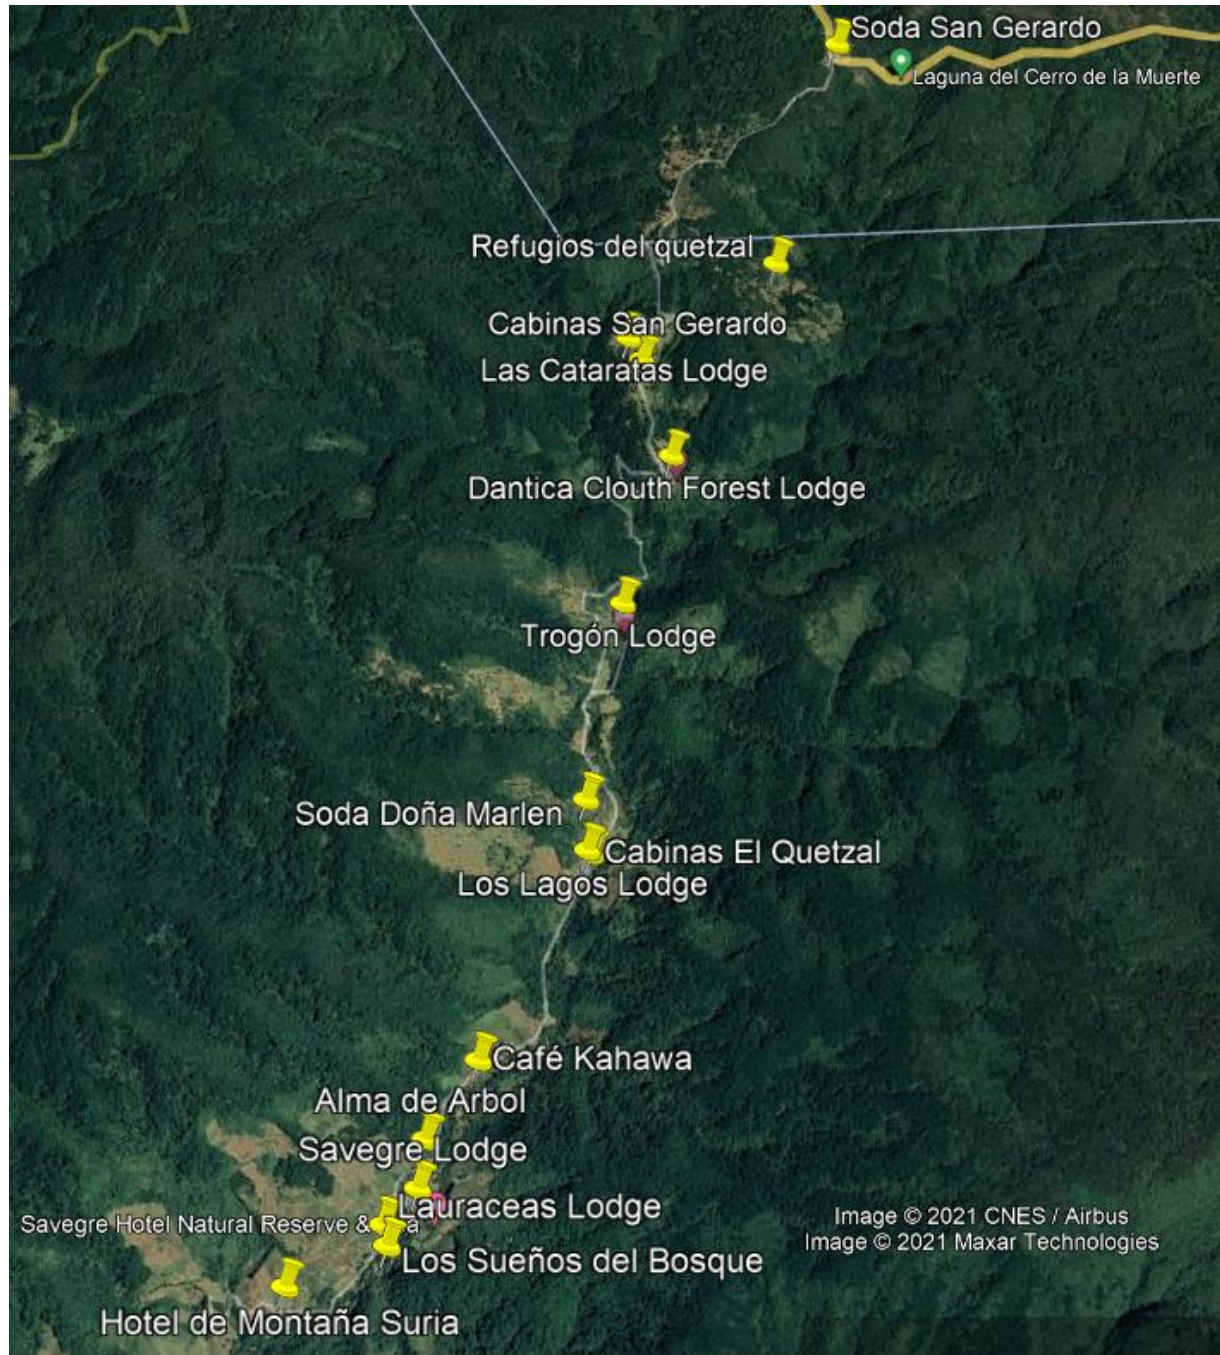 Soda San Gerardo
Laguna del Cerro de la Muerte
Refugios del quetzal
Cabinas San Gerardo
Las Cataratas Lodge
Dantica Clouth Forest Lodge
Trogón Lodge
Soda Doña Marlen
Cabinas El Quetzal
Los Lagos Lodge
Café Kahawa
Alma de Arbol
Savegre Lodge
Lauraceas Lodge
Savegre Hotel Natural Reserve &
Image © 2021 CNES / Airbus
Image © 2021 Maxar Technologies
Los Sueños del Bosque
Hotel de Montaña Suria